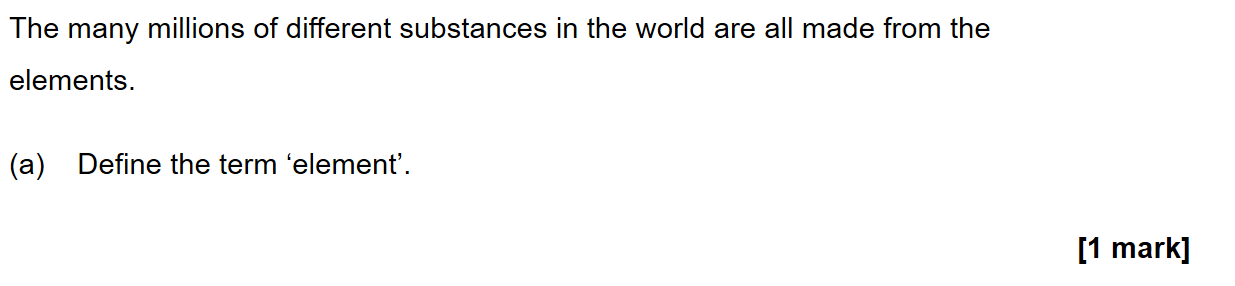 The many millions of different substances in the world are all made from the
elements.
(a) Define the term ‘element’.
[1 mark]